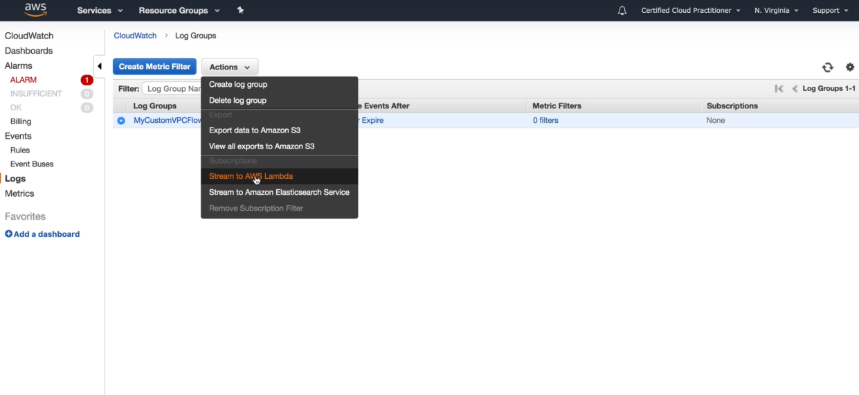 aws Services Resource Groups Certified Cloud Practitioner N. Virginia Support
CloudWatch
Dashboards
Alarms
ALARM 1
INSUFFICIENT 0
OK 0
Billing
Events
Rules
Event Buses
Logs
Metrics
Favorites
Add a dashboard
CloudWatch > Log Groups
Create Metric Filter Actions
Filter: Log Group Nam Log Groups 1-1
Log Groups e Events After Metric Filters Subscriptions
MyCustomVPCFlow r Expire 0 filters None
Create log group
Delete log group
Export
Export data to Amazon S3
View all exports to Amazon S3
Subscriptions
Stream to AWS Lambda
Stream to Amazon Elasticsearch Service
Remove Subscription Filter